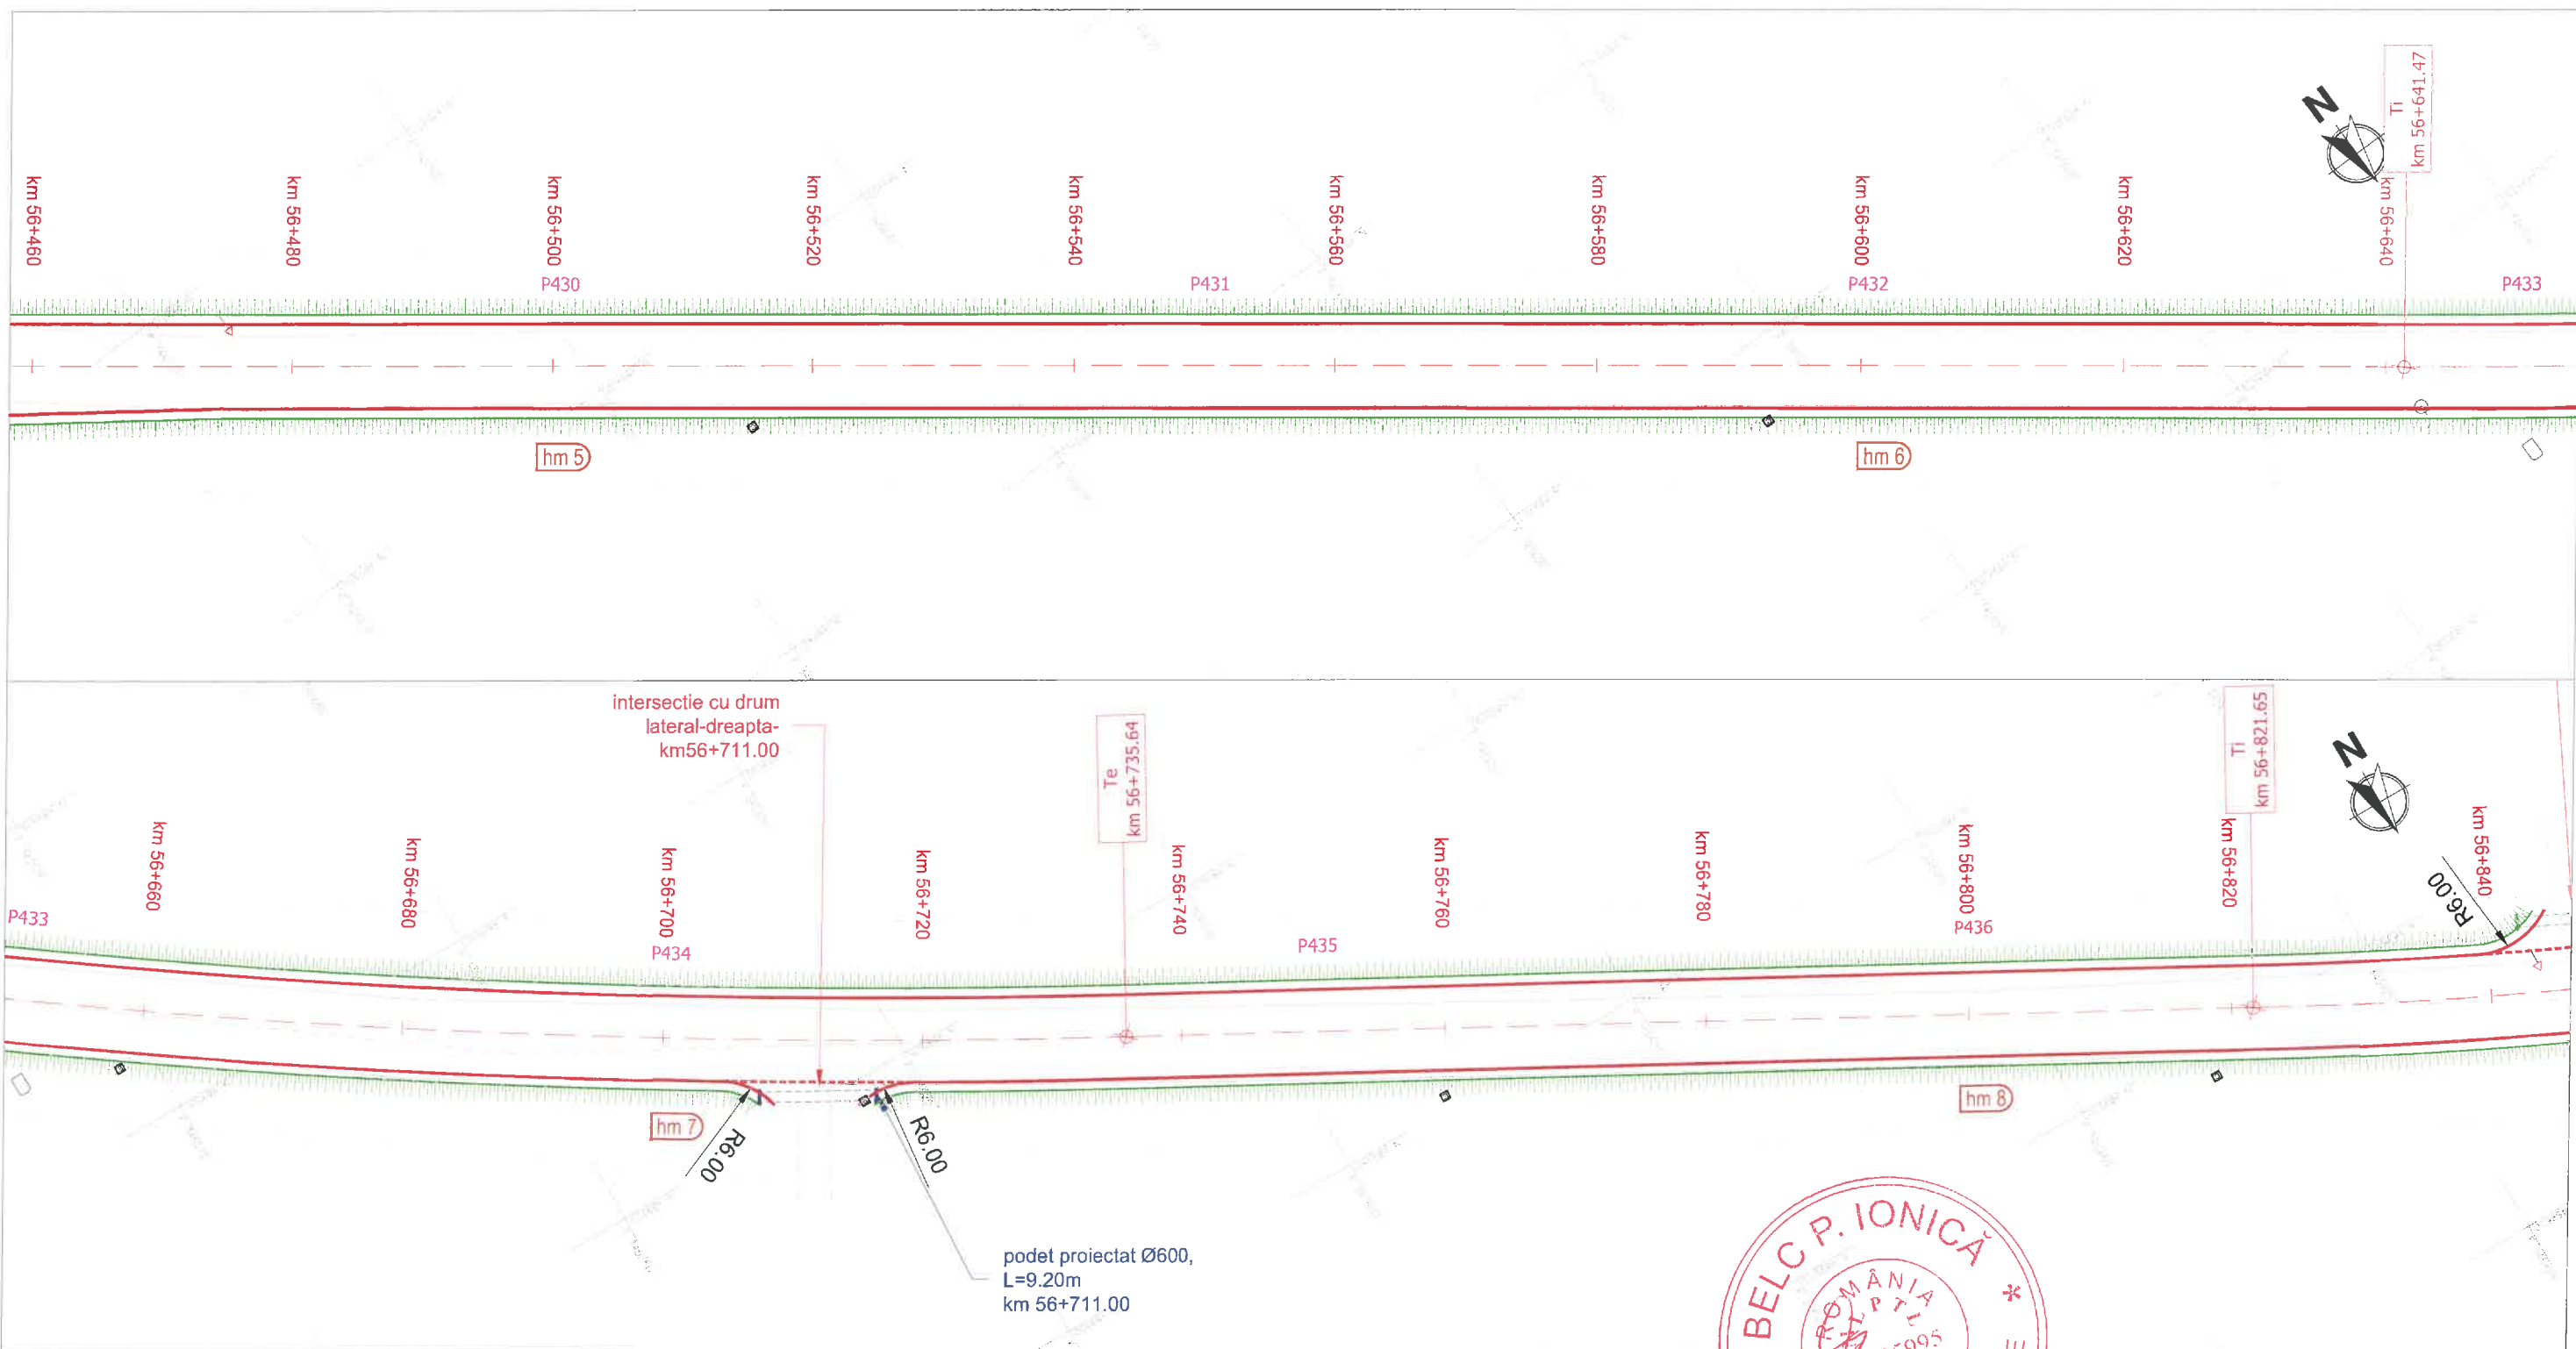 N
Ti
km 56+641.47
km 56+460
km 56+480
km 56+500
km 56+520
km 56+540
km 56+560
km 56+580
km 56+600
km 56+620
km 56+640
P430
P431
P432
P433
hm 5
hm 6
intersectie cu drum
lateral-dreapta-
km56+711.00
Te
km 56+735.64
Ti
km 56+821.65
N
km 56+660
km 56+680
km 56+700
km 56+720
km 56+740
km 56+760
km 56+780
km 56+800
km 56+820
km 56+840
R6.00
P433
P434
P435
P436
hm 7
hm 8
R6.00
R6.00
podet proiectat Ø600,
L=9.20m
km 56+711.00
BELC P. IONICĂ *
ROMÂNIA